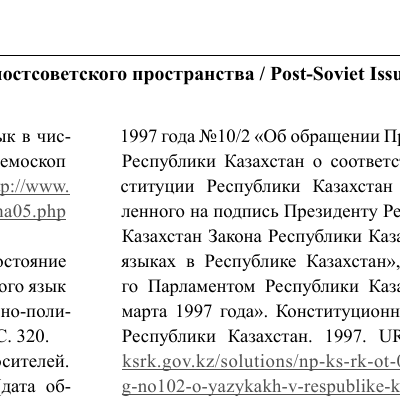 постсоветского пространства / Post-Soviet Issu
ык в чис-
емоскоп
p://www.
na05.php
остояние
ого язык
но-поли-
С. 320.
осителей.
дата об-
1997 года №10/2 «Об обращении Пр
Республики Казахстан о соответс
ституции Республики Казахстан
ленного на подпись Президенту Ре
Казахстан Закона Республики Каза
языках в Республике Казахстан»,
го Парламентом Республики Каза
марта 1997 года». Конституционн
Республики Казахстан. 1997. UR
ksrk.gov.kz/solutions/np-ks-rk-ot-0
g-no102-o-yazykakh-v-respublike-k